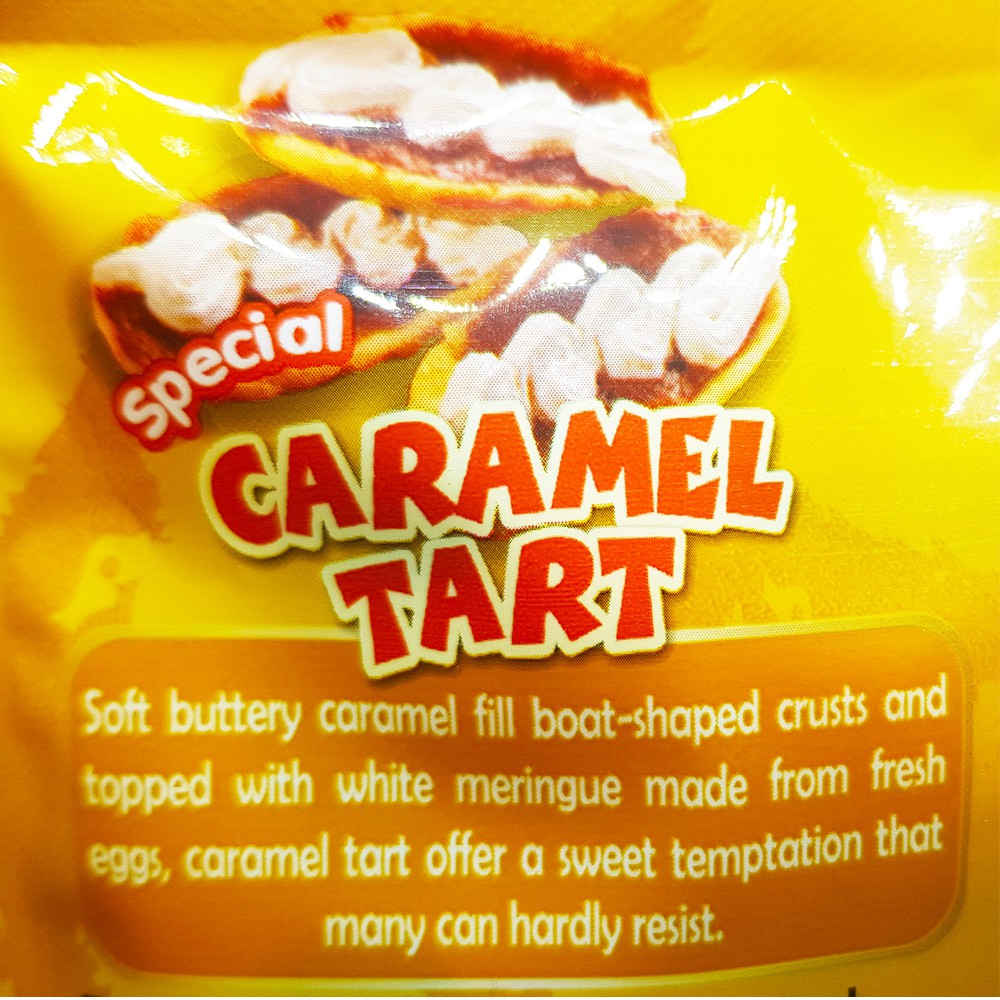 Special
CARAMEL
TART
Soft buttery caramel fill boat-shaped crusts and
topped with white meringue made from fresh
eggs, caramel tart offer a sweet temptation that
many can hardly resist.